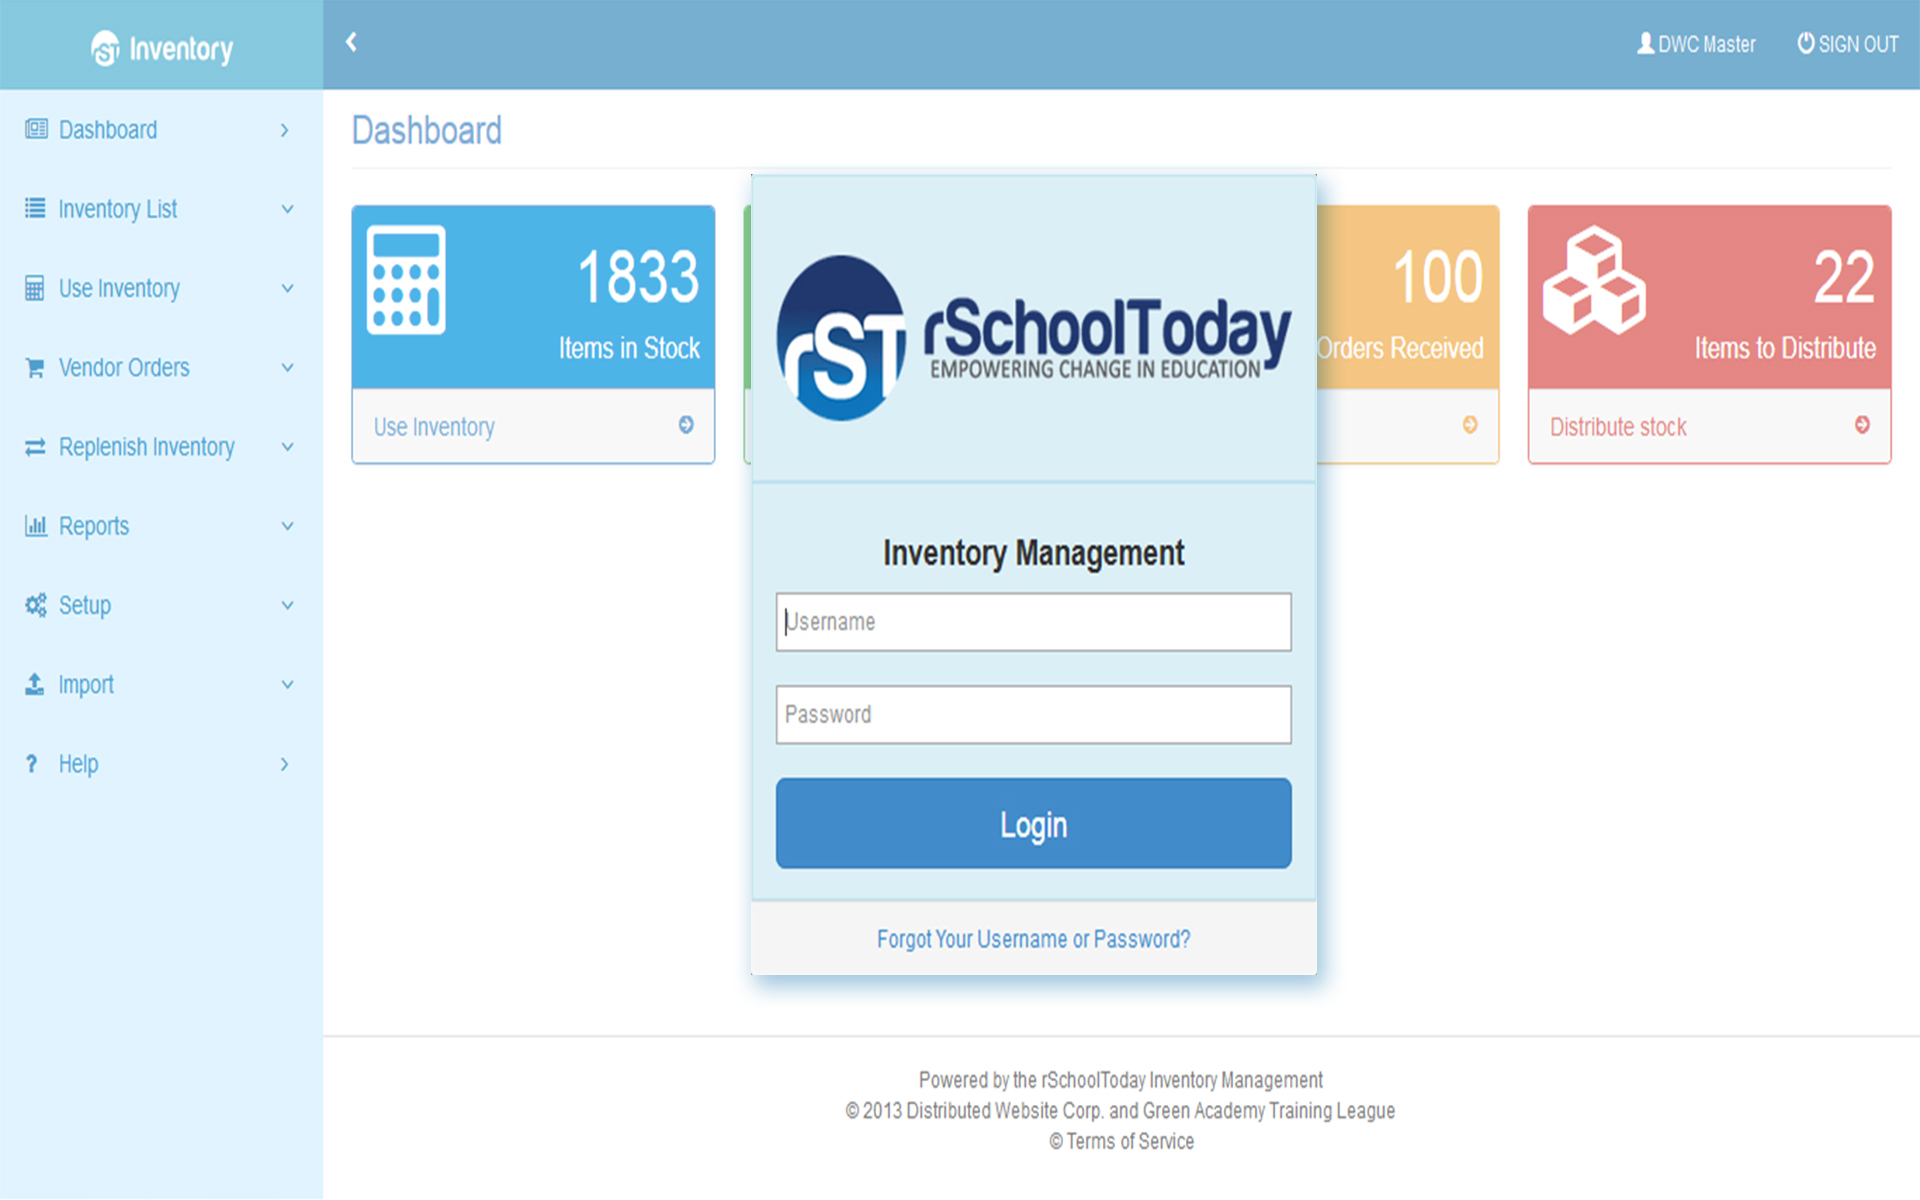 rST Inventory
DWC Master
SIGN OUT
Dashboard
Inventory List
Use Inventory
Vendor Orders
Replenish Inventory
Reports
Setup
Import
? Help
Dashboard
1833
Items in Stock
Use Inventory
100
Orders Received
22
Items to Distribute
Distribute stock
rST rSchoolToday
EMPOWERING CHANGE IN EDUCATION
Inventory Management
Username
Password
Login
Forgot Your Username or Password?
Powered by the rSchoolToday Inventory Management
© 2013 Distributed Website Corp. and Green Academy Training League
© Terms of Service